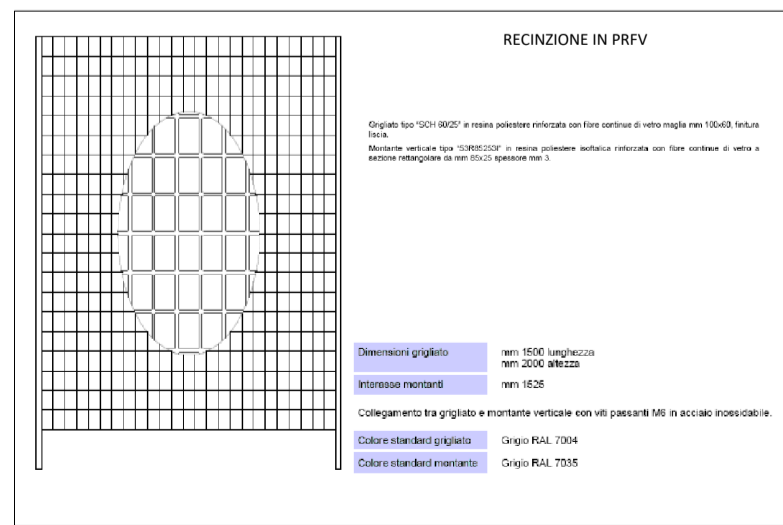 RECINZIONE IN PRFV
Grigliato tipo "SCH 60/25" in resina poliestere rinforzata con fibre continue di vetro maglia mm 100x60, finitura
liscia.
Montante verticale tipo "S3R85253I" in resina poliestere isoftalica rinforzata con fibre continue di vetro a
sezione rettangolare da mm 85x25 spessore mm 3.
Dimensioni grigliato mm 1500 lunghezza
mm 2000 altezza
Interasse montanti mm 1525
Collegamento tra grigliato e montante verticale con viti passanti M6 in acciaio inossidabile.
Colore standard grigliato Grigio RAL 7004
Colore standard montante Grigio RAL 7035